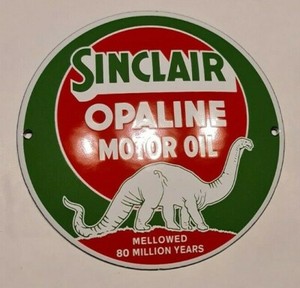 SINCLAIR
OPALINE
MOTOR OIL
MELLOWED
80 MILLION YEARS